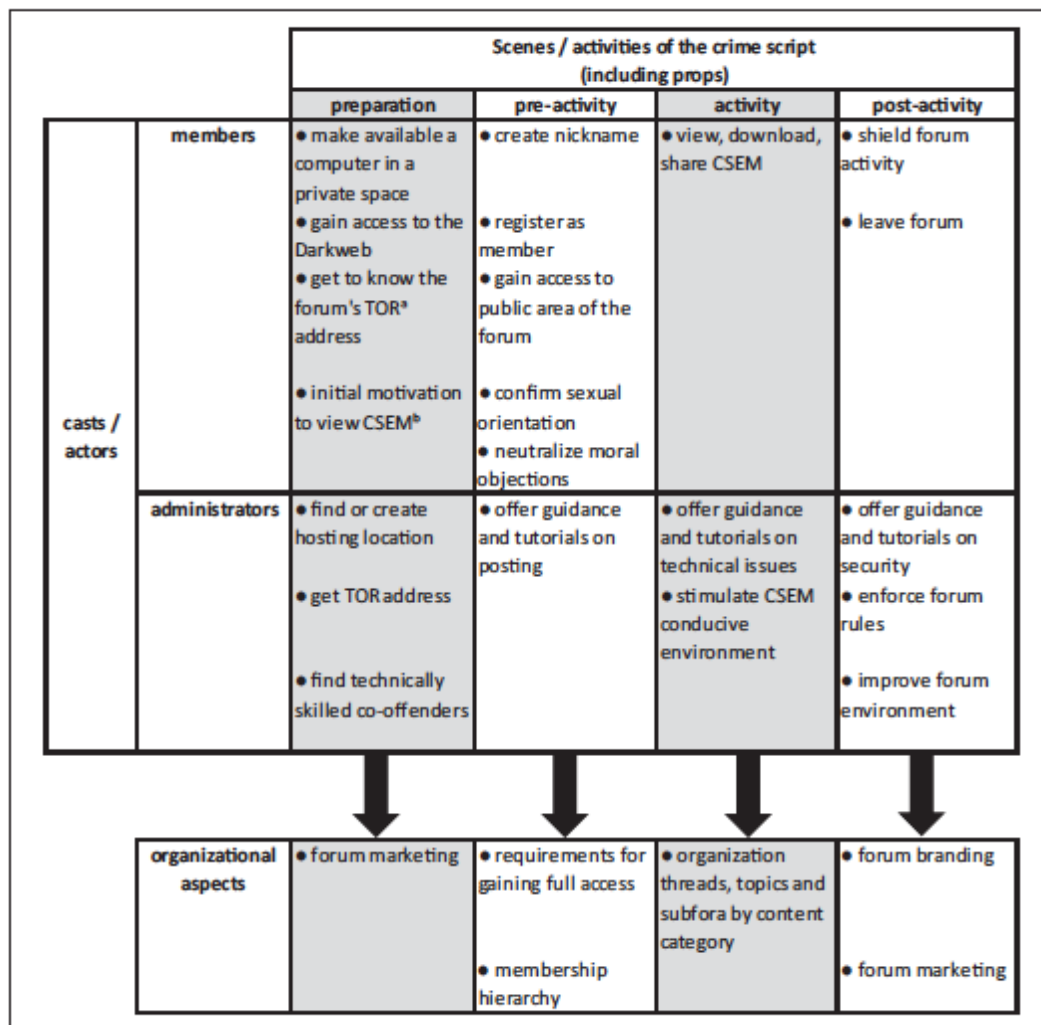 Scenes / activities of the crime script
(including props)
preparation
pre-activity
activity
post-activity
casts /
actors
members
● make available a
computer in a
private space
● gain access to the
Darkweb
● get to know the
forum's TORª
address
● initial motivation
to view CSEMᵇ
● create nickname
● register as
member
● gain access to
public area of the
forum
● confirm sexual
orientation
● neutralize moral
objections
● view, download,
share CSEM
● shield forum
activity
● leave forum
administrators
● find or create
hosting location
● get TOR address
● find technically
skilled co-offenders
● offer guidance
and tutorials on
posting
● offer guidance
and tutorials on
technical issues
● stimulate CSEM
conducive
environment
● offer guidance
and tutorials on
security
● enforce forum
rules
● improve forum
environment
organizational
aspects
● forum marketing
● requirements for
gaining full access
● membership
hierarchy
● organization
threads, topics and
subfora by content
category
● forum branding
● forum marketing